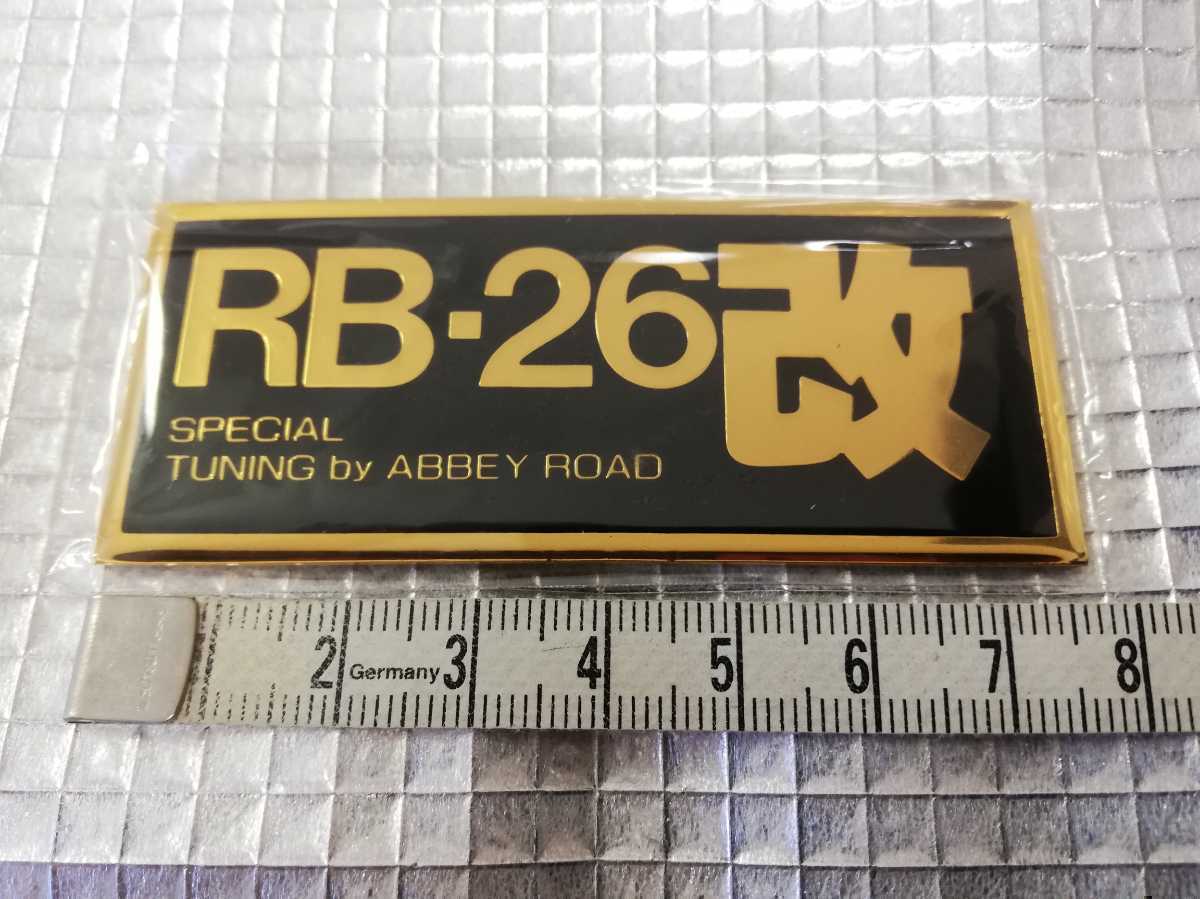 RB·26改
SPECIAL
TUNING by ABBEY ROAD
2 Germany 3 4 5 6 7 8